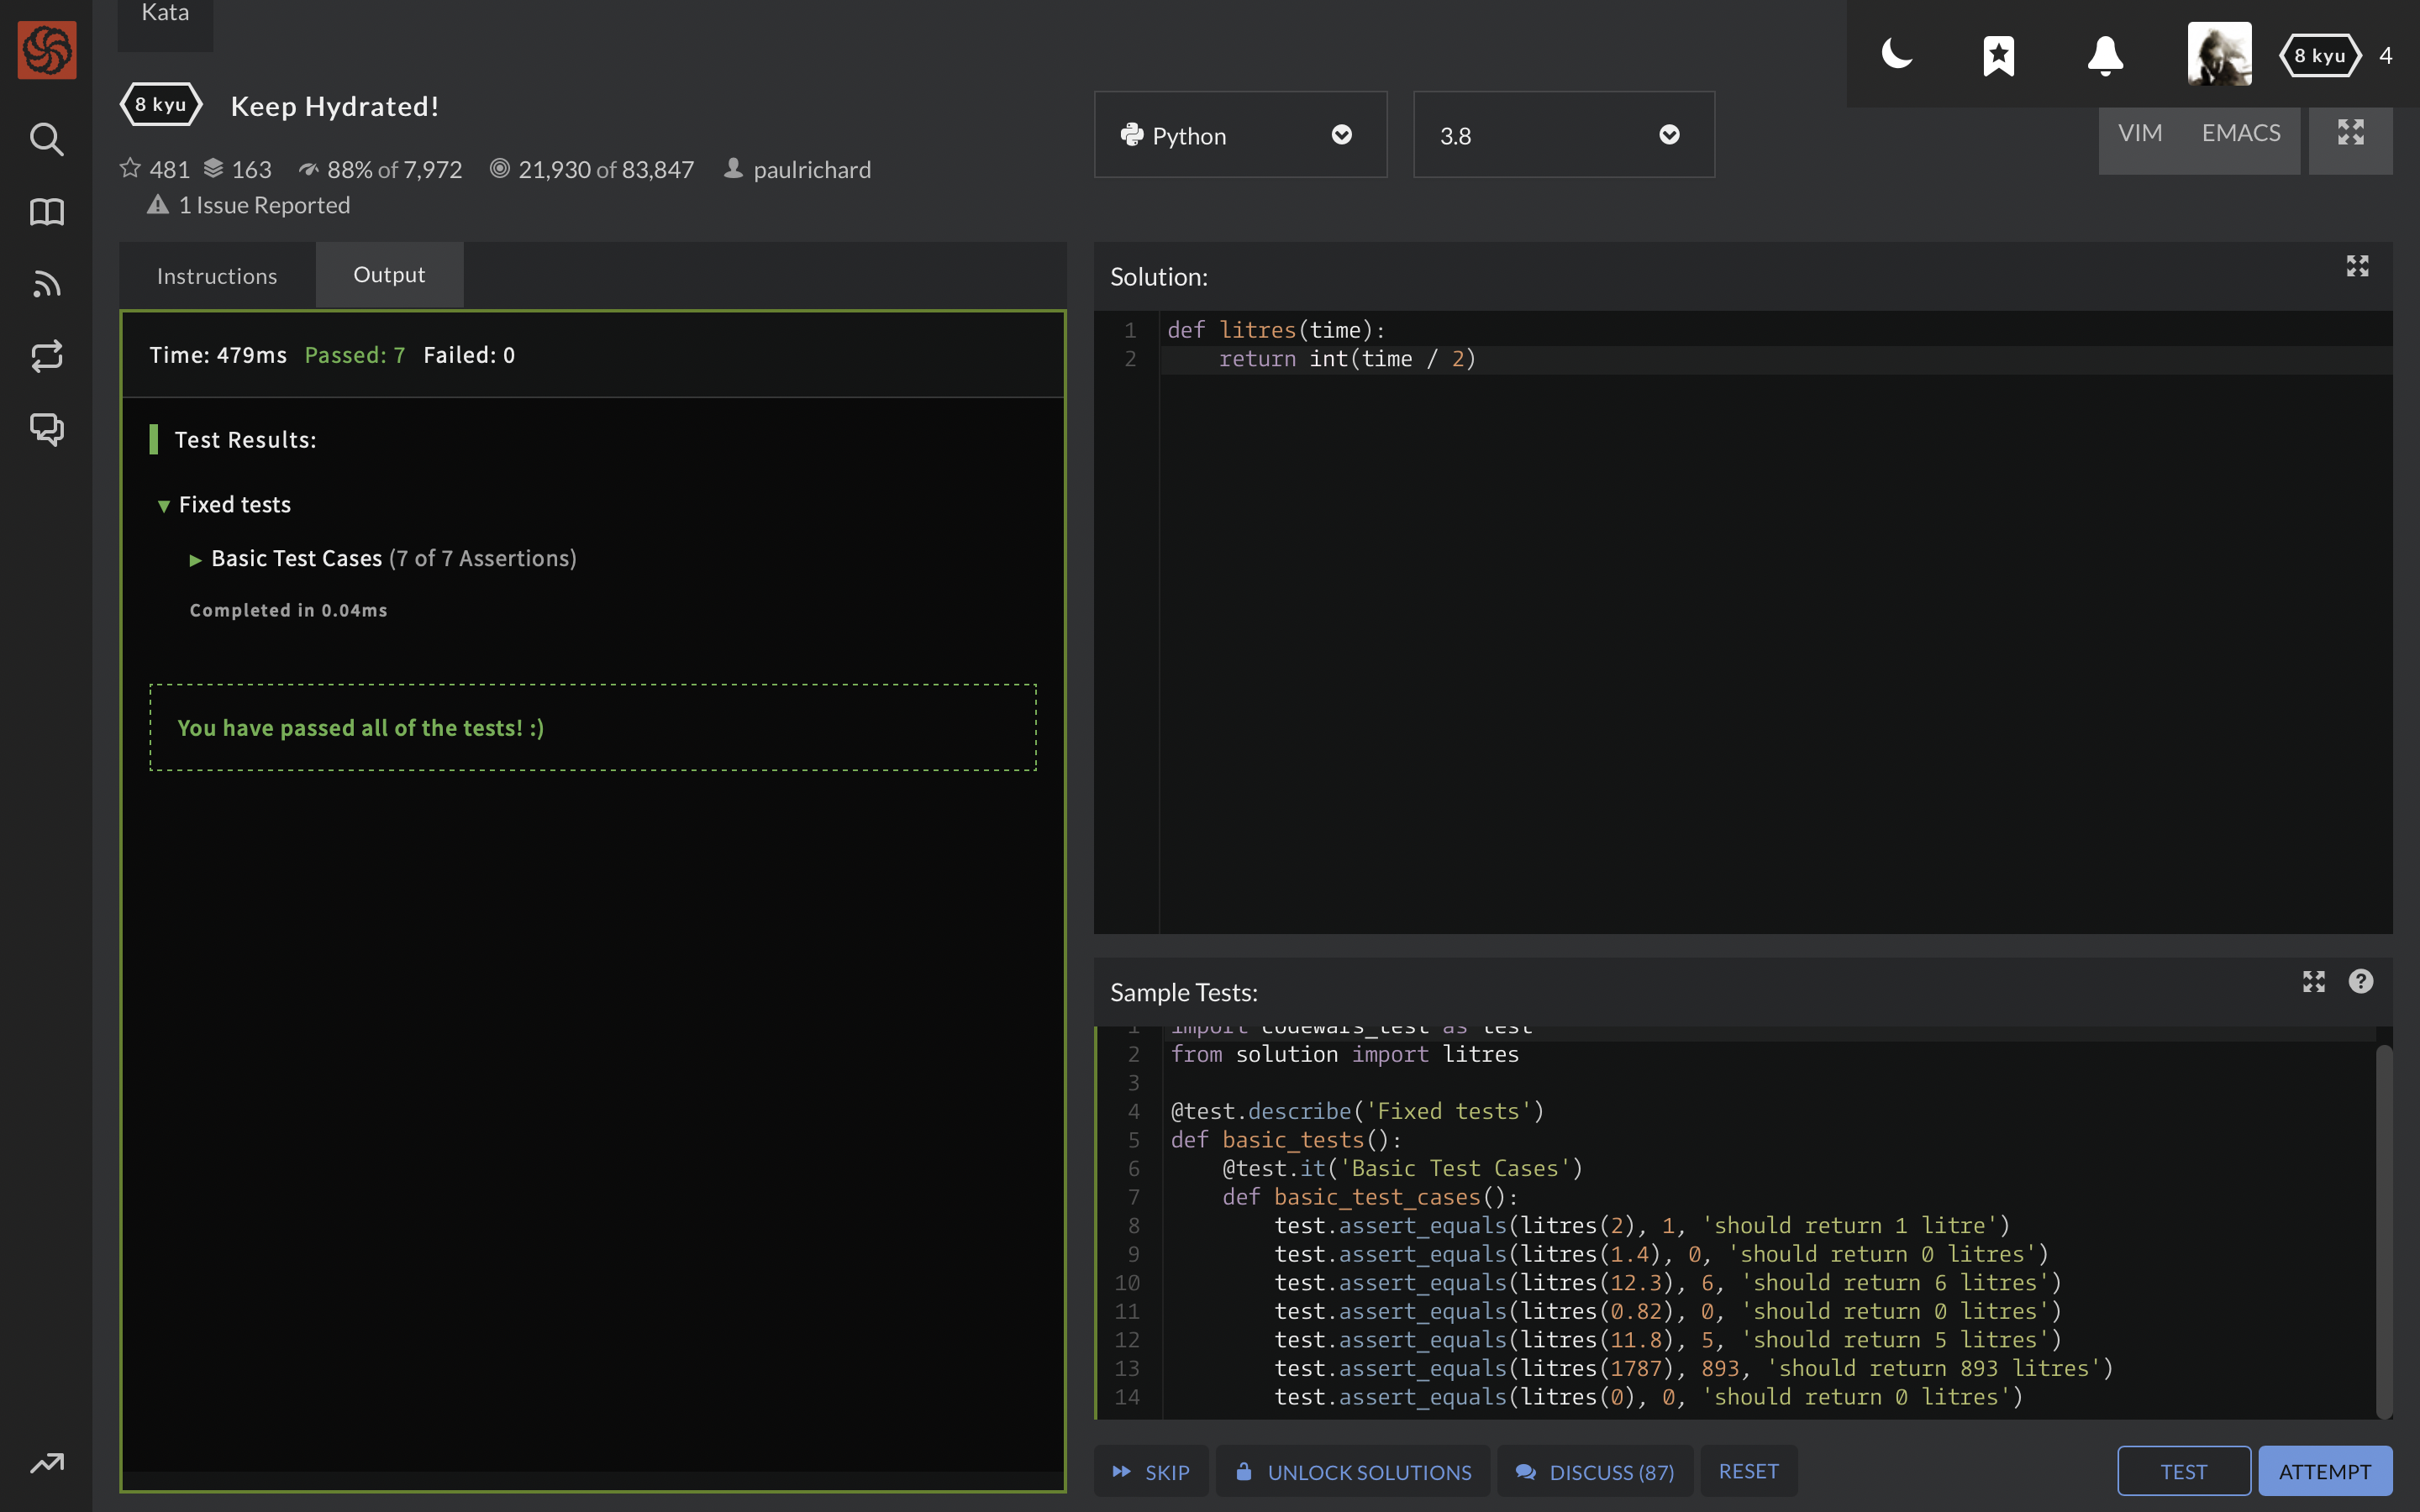 Kata
8 kyu 4
8 kyu Keep Hydrated!
481 163 88% of 7,972 21,930 of 83,847 paulrichard
1 Issue Reported
Python
3.8
VIM EMACS
Instructions Output
Time: 479ms Passed: 7 Failed: 0
Test Results:
▼ Fixed tests
▶ Basic Test Cases (7 of 7 Assertions)
Completed in 0.04ms
You have passed all of the tests! :)
Solution:
1 def litres(time):
2     return int(time / 2)
Sample Tests:
1 import codewars_test as test
2 from solution import litres
3
4 @test.describe('Fixed tests')
5 def basic_tests():
6     @test.it('Basic Test Cases')
7     def basic_test_cases():
8         test.assert_equals(litres(2), 1, 'should return 1 litre')
9         test.assert_equals(litres(1.4), 0, 'should return 0 litres')
10         test.assert_equals(litres(12.3), 6, 'should return 6 litres')
11         test.assert_equals(litres(0.82), 0, 'should return 0 litres')
12         test.assert_equals(litres(11.8), 5, 'should return 5 litres')
13         test.assert_equals(litres(1787), 893, 'should return 893 litres')
14         test.assert_equals(litres(0), 0, 'should return 0 litres')
SKIP UNLOCK SOLUTIONS DISCUSS (87) RESET TEST ATTEMPT